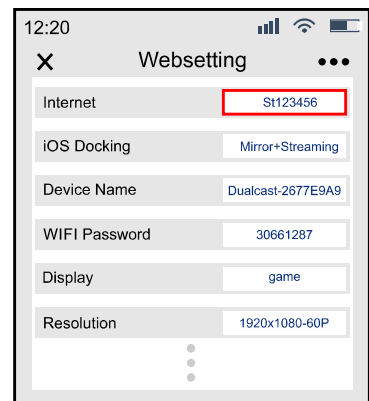 12:20
Websetting
Internet St123456
iOS Docking Mirror+Streaming
Device Name Dualcast-2677E9A9
WIFI Password 30661287
Display game
Resolution 1920x1080-60P